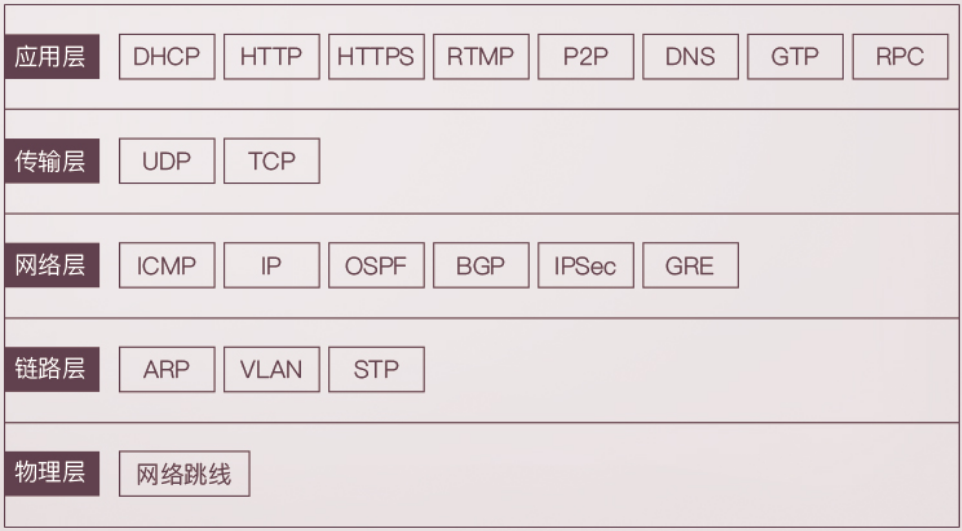 应用层 DHCP HTTP HTTPS RTMP P2P DNS GTP RPC
传输层 UDP TCP
网络层 ICMP IP OSPF BGP IPSec GRE
链路层 ARP VLAN STP
物理层 网络跳线